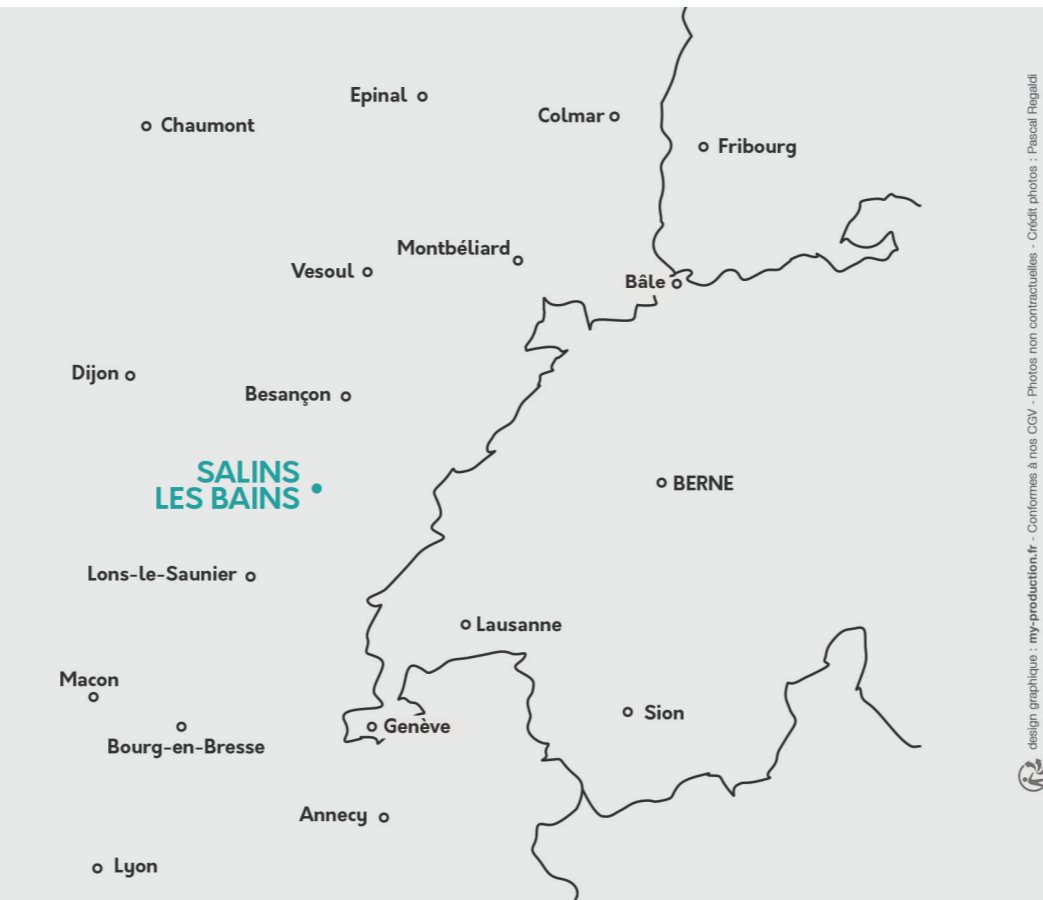 Epinal
Colmar
Chaumont
Fribourg
Montbéliard
Vesoul
Bâle
Dijon
Besançon
SALINS
LES BAINS
BERNE
Lons-le-Saunier
Lausanne
Macon
Sion
Genève
Bourg-en-Bresse
Annecy
Lyon
design graphique : my-production.fr - Conformes à nos CGV - Photos non contractuelles - Crédit photos : Pascal Regaldi